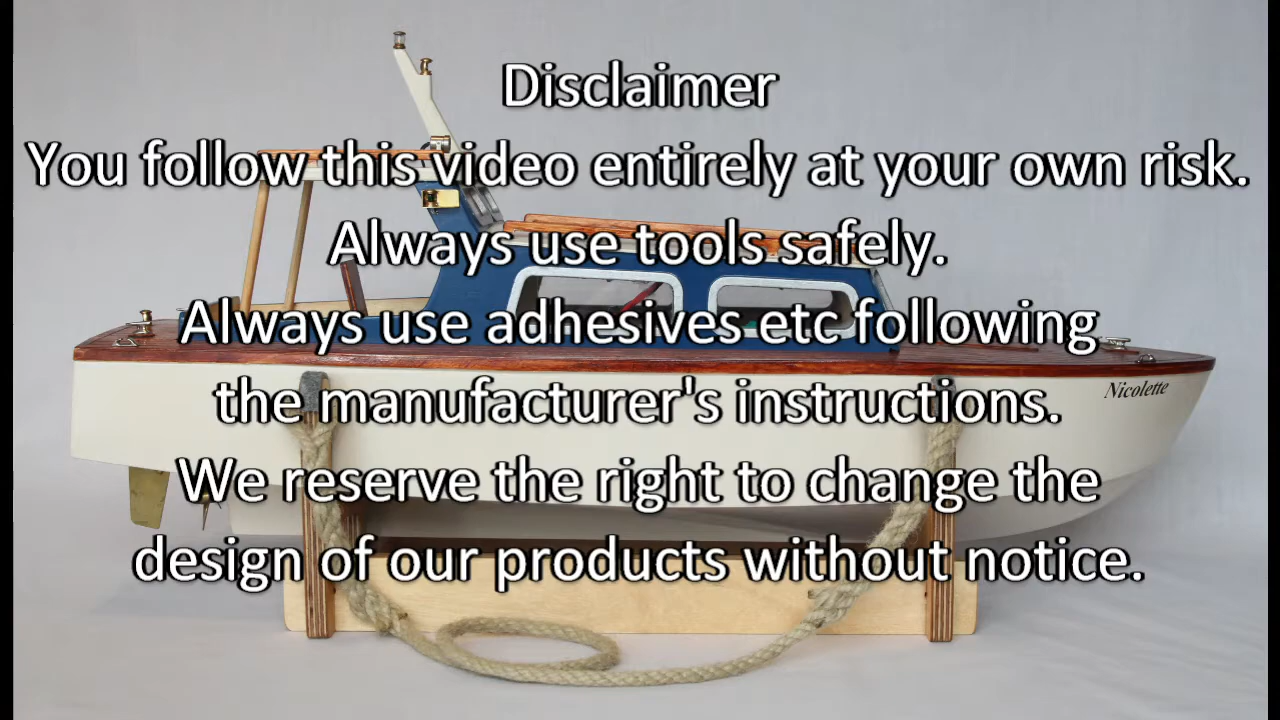 Disclaimer
You follow this video entirely at your own risk.
Always use tools safely.
Always use adhesives etc following
the manufacturer's instructions.
We reserve the right to change the
design of our products without notice.
Nicolette